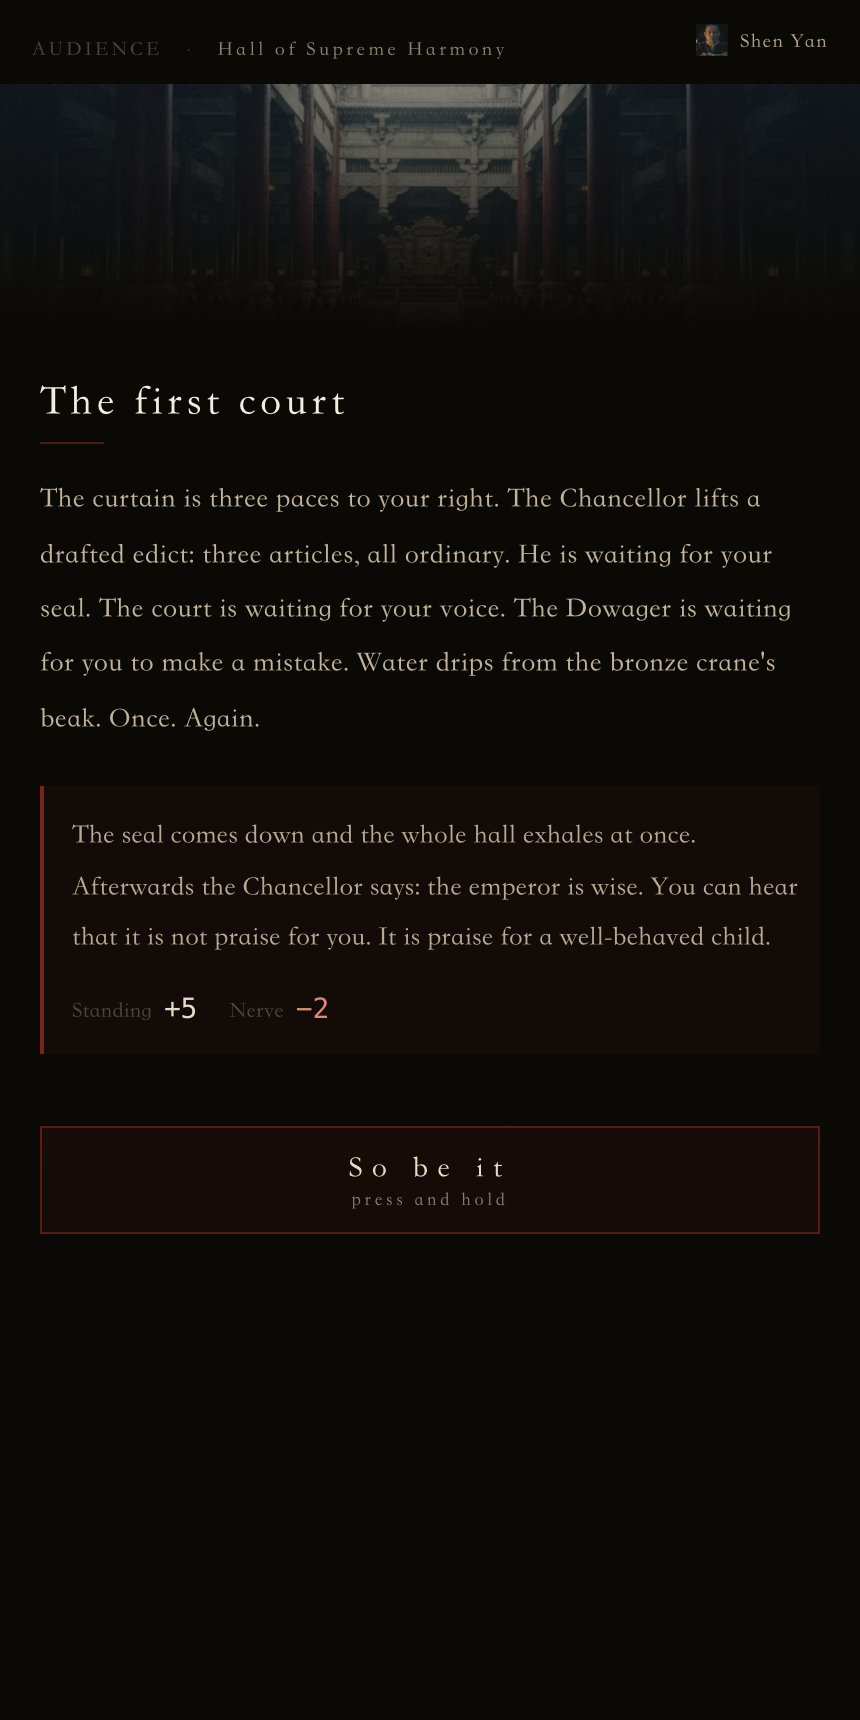 AUDIENCE · Hall of Supreme Harmony
Shen Yan
The first court
The curtain is three paces to your right. The Chancellor lifts a
drafted edict: three articles, all ordinary. He is waiting for your
seal. The court is waiting for your voice. The Dowager is waiting
for you to make a mistake. Water drips from the bronze crane's
beak. Once. Again.
The seal comes down and the whole hall exhales at once.
Afterwards the Chancellor says: the emperor is wise. You can hear
that it is not praise for you. It is praise for a well-behaved child.
Standing +5 Nerve −2
So be it
press and hold